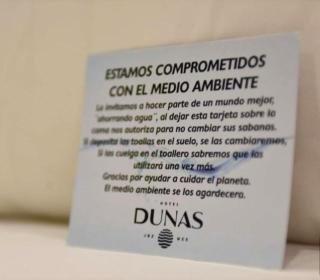 ESTAMOS COMPROMETIDOS
CON EL MEDIO AMBIENTE
Lo invitamos a hacer parte de un mundo mejor,
"ahorrando agua", al dejar esta tarjeta sobre la
cama nos autoriza para no cambiar sus sabanas.
Si deposita las toallas en el suelo, se las cambiaremos,
Si las cuelga en el toallero sabremos que las
utilizará una vez más.
Gracias por ayudar a cuidar el planeta.
El medio ambiente se los agradecera.
HOTEL
DUNAS